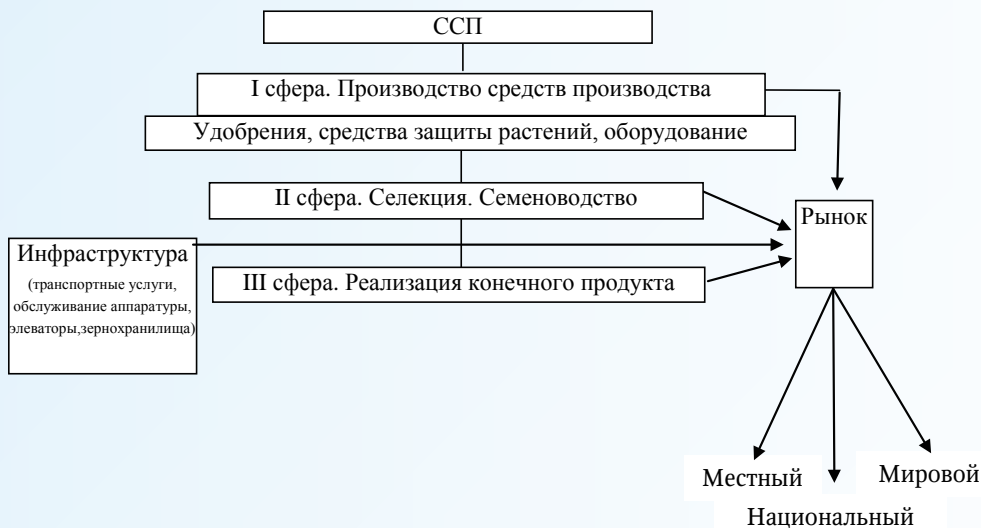 ССП
I сфера. Производство средств производства
Удобрения, средства защиты растений, оборудование
II сфера. Селекция. Семеноводство
Рынок
Инфраструктура
(транспортные услуги,
обслуживание аппаратуры,
элеваторы,зернохранилища)
III сфера. Реализация конечного продукта
Местный
Мировой
Национальный